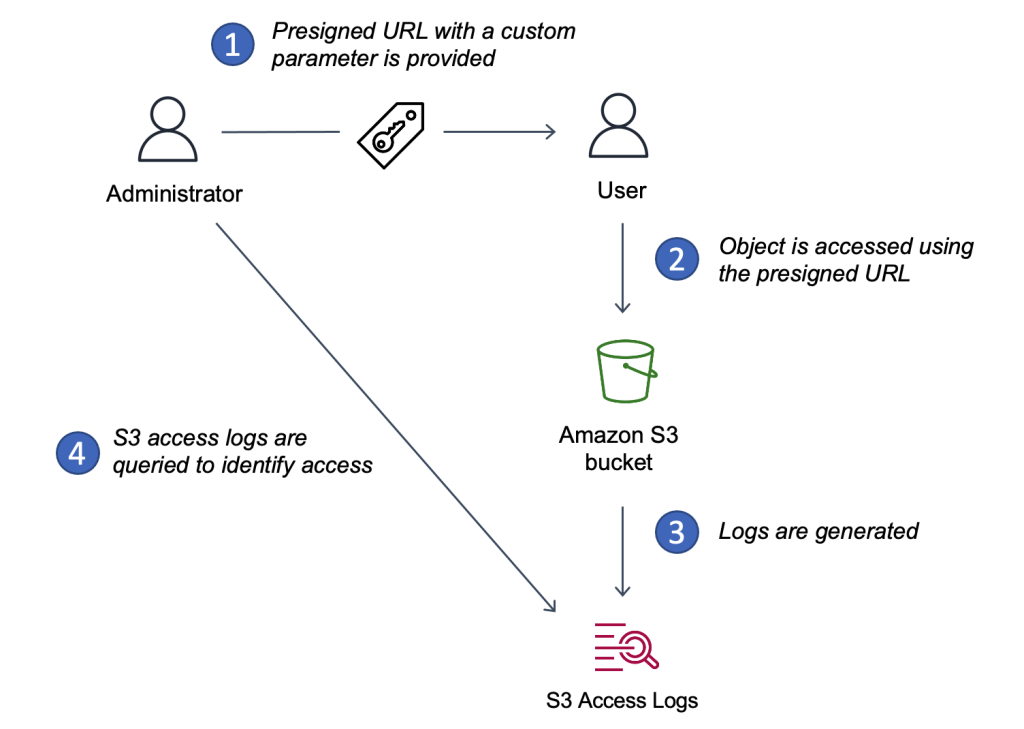 1
Presigned URL with a custom
parameter is provided
Administrator
User
2
Object is accessed using
the presigned URL
Amazon S3
bucket
4
S3 access logs are
queried to identify access
3
Logs are generated
S3 Access Logs